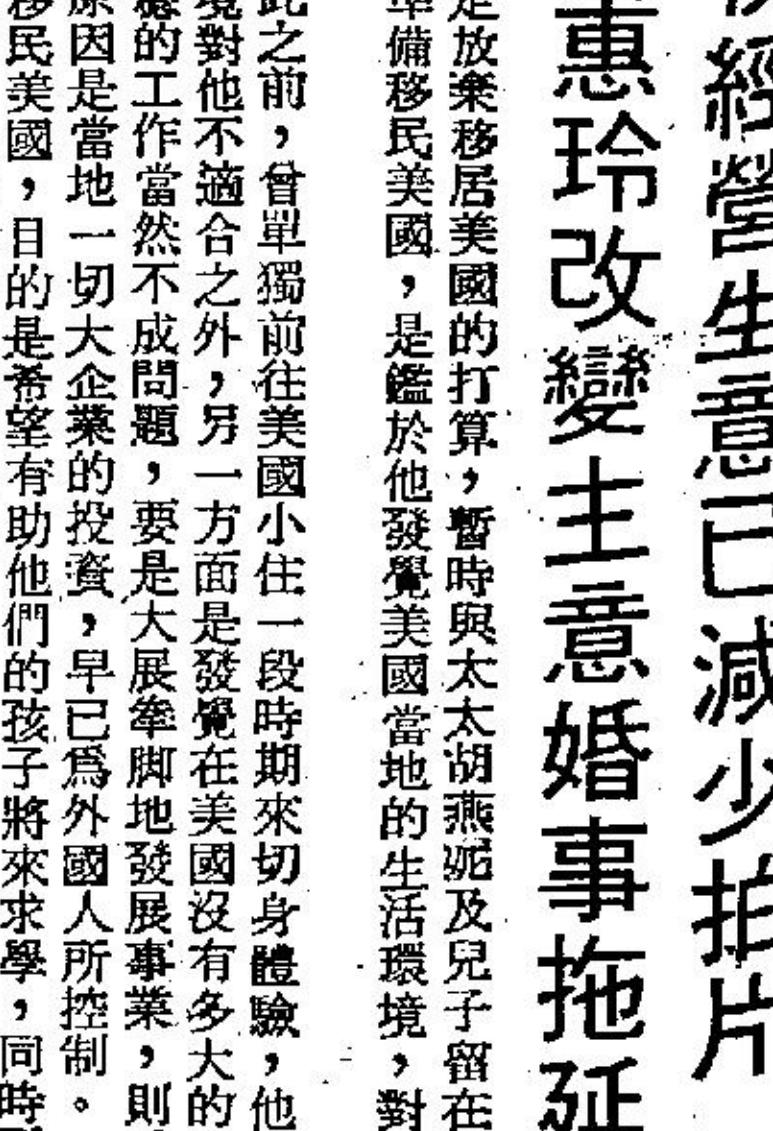 經營生意已減少拍片
惠玲改變主意婚事拖延
是放棄移居美國的打算，暫時與太太胡燕妮及兒子留在
準備移民美國，是鑑於他發覺美國當地的生活環境，對
此之前，曾單獨前往美國小住一段時期來切身體驗，他
境對他不適合之外，另一方面是發覺在美國沒有多大的
的工作當然不成問題，要是大展拳脚地發展事業，則
原因是當地一切大企業的投資，早已爲外國人所控制。
移民美國，目的是希望有助他們的孩子將來求學，同時